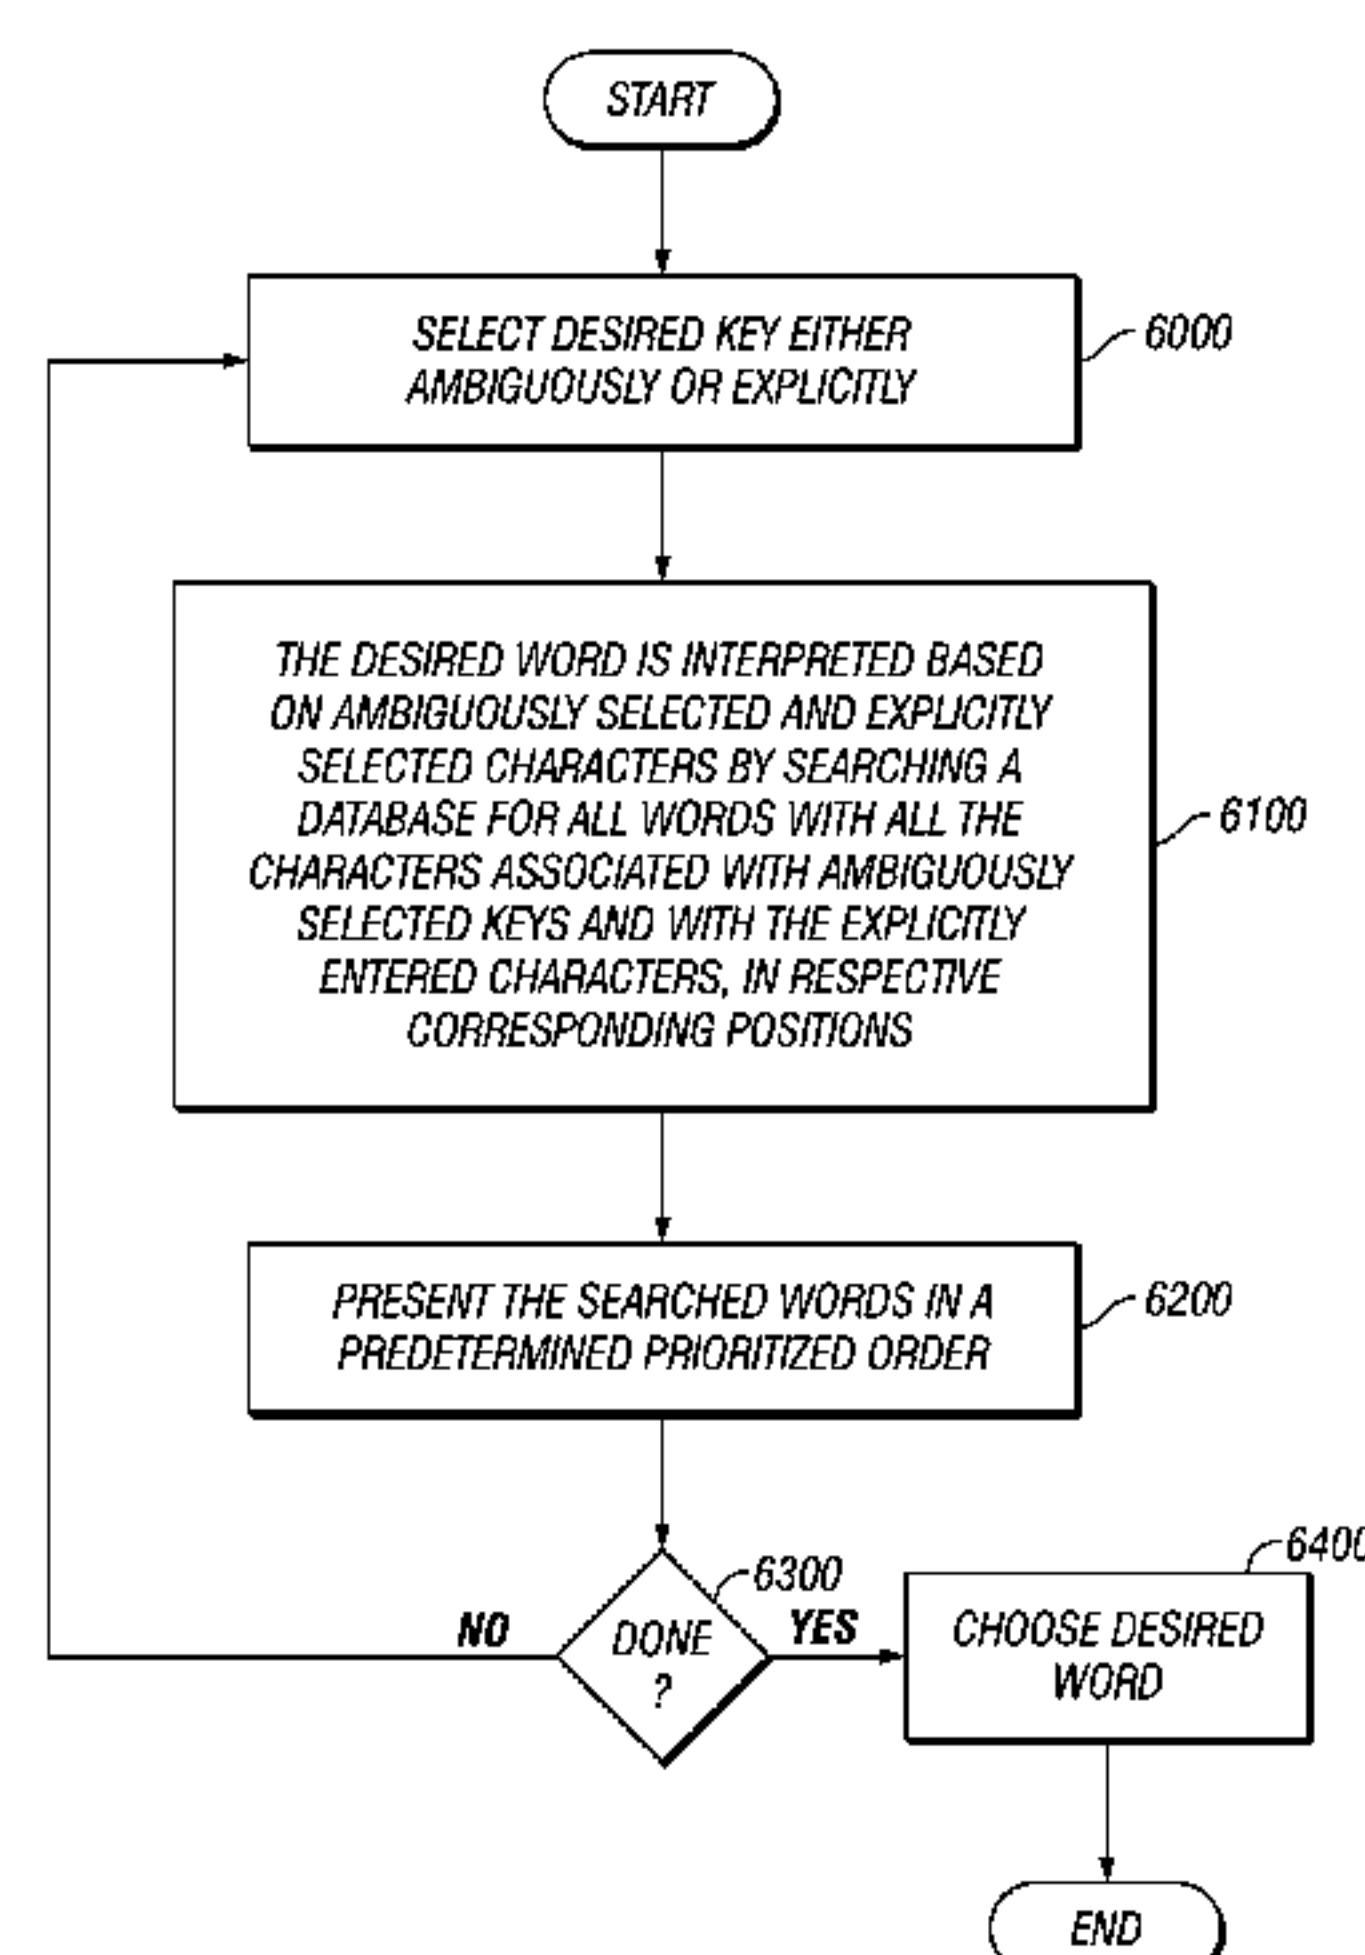 START
SELECT DESIRED KEY EITHER
AMBIGUOUSLY OR EXPLICITLY
6000
THE DESIRED WORD IS INTERPRETED BASED
ON AMBIGUOUSLY SELECTED AND EXPLICITLY
SELECTED CHARACTERS BY SEARCHING A
DATABASE FOR ALL WORDS WITH ALL THE
CHARACTERS ASSOCIATED WITH AMBIGUOUSLY
SELECTED KEYS AND WITH THE EXPLICITLY
ENTERED CHARACTERS, IN RESPECTIVE
CORRESPONDING POSITIONS
6100
PRESENT THE SEARCHED WORDS IN A
PREDETERMINED PRIORITIZED ORDER
6200
6300
DONE
?
NO
YES
6400
CHOOSE DESIRED
WORD
END